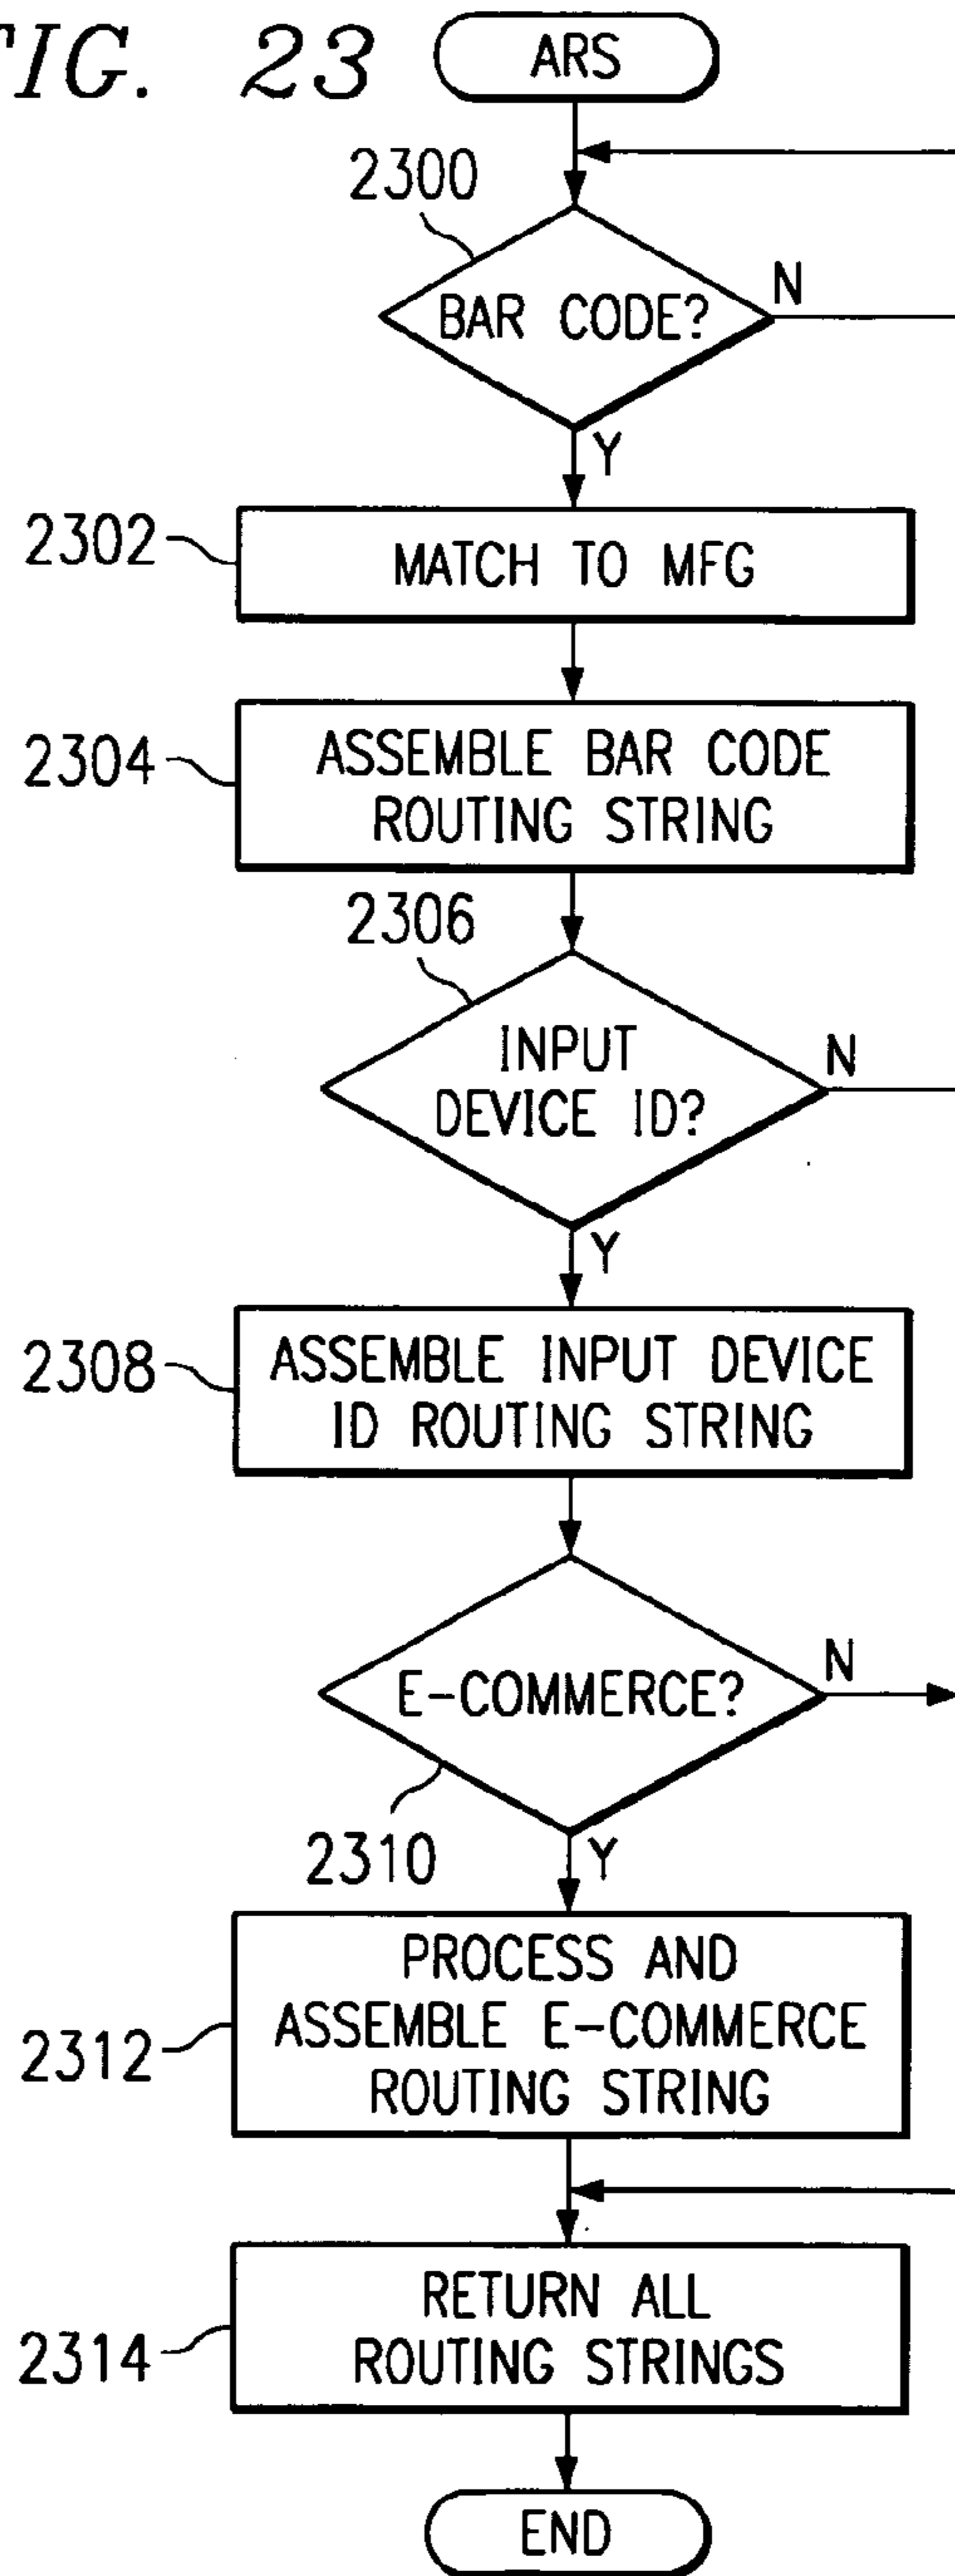 FIG. 23
ARS
2300
BAR CODE?
N
Y
2302
MATCH TO MFG
2304
ASSEMBLE BAR CODE
ROUTING STRING
2306
INPUT
DEVICE ID?
N
Y
2308
ASSEMBLE INPUT DEVICE
ID ROUTING STRING
E-COMMERCE?
N
2310
Y
2312
PROCESS AND
ASSEMBLE E-COMMERCE
ROUTING STRING
2314
RETURN ALL
ROUTING STRINGS
END